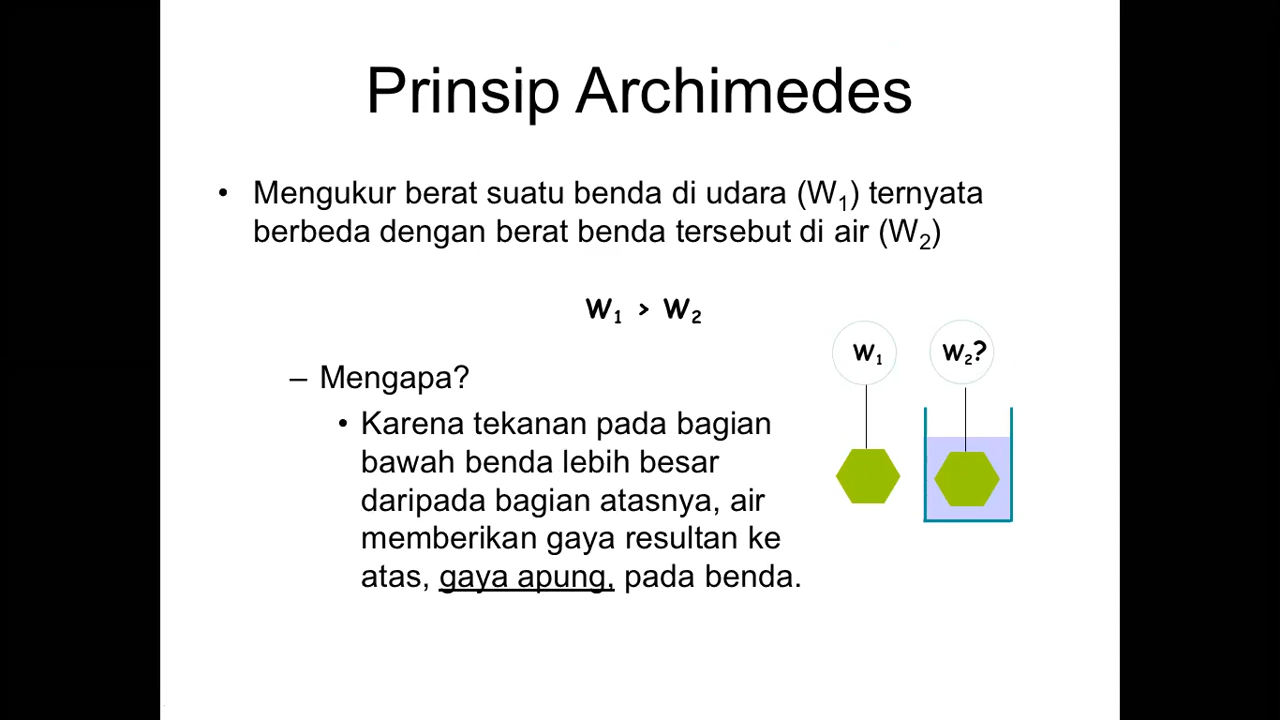 Prinsip Archimedes
• Mengukur berat suatu benda di udara (W₁) ternyata
berbeda dengan berat benda tersebut di air (W₂)
W₁ > W₂
W₁
W₂?
– Mengapa?
• Karena tekanan pada bagian
bawah benda lebih besar
daripada bagian atasnya, air
memberikan gaya resultan ke
atas, gaya apung, pada benda.